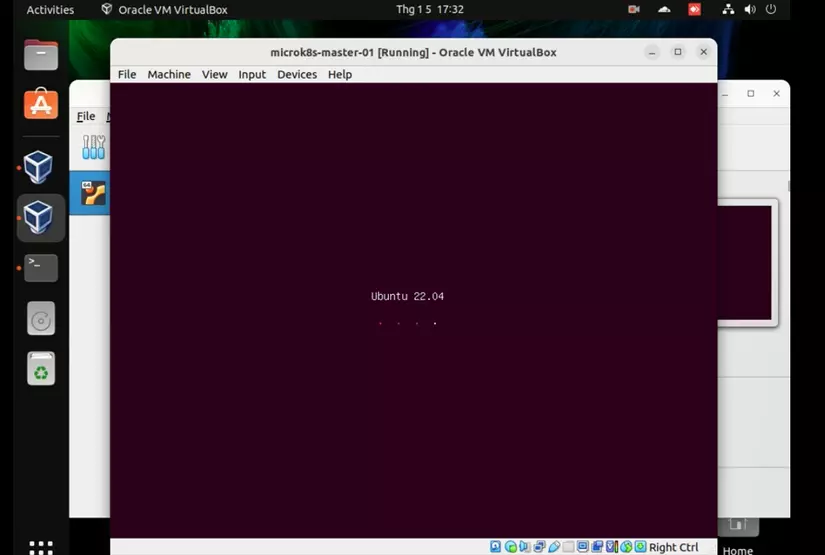 Activities Oracle VM VirtualBox Thg 1 5 17:32
microk8s-master-01 [Running] - Oracle VM VirtualBox
File Machine View Input Devices Help
File
64
>_
Ubuntu 22.04
Right Ctrl
Home